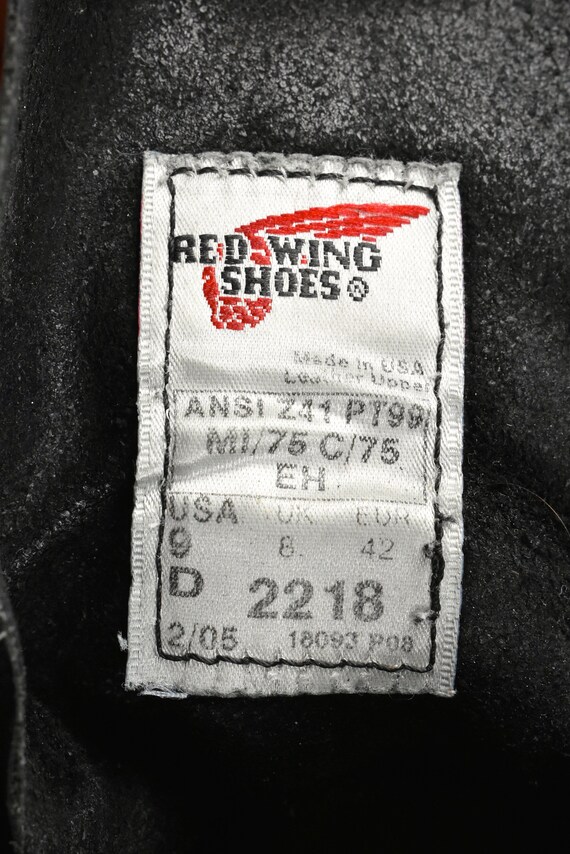 RED WING
SHOES ®
Made in USA
Leather Upper
ANSI Z41 PT99
MI/75 C/75
EH
USA UK EUR
9 8. 42
D 2218
2/05 18093 P08